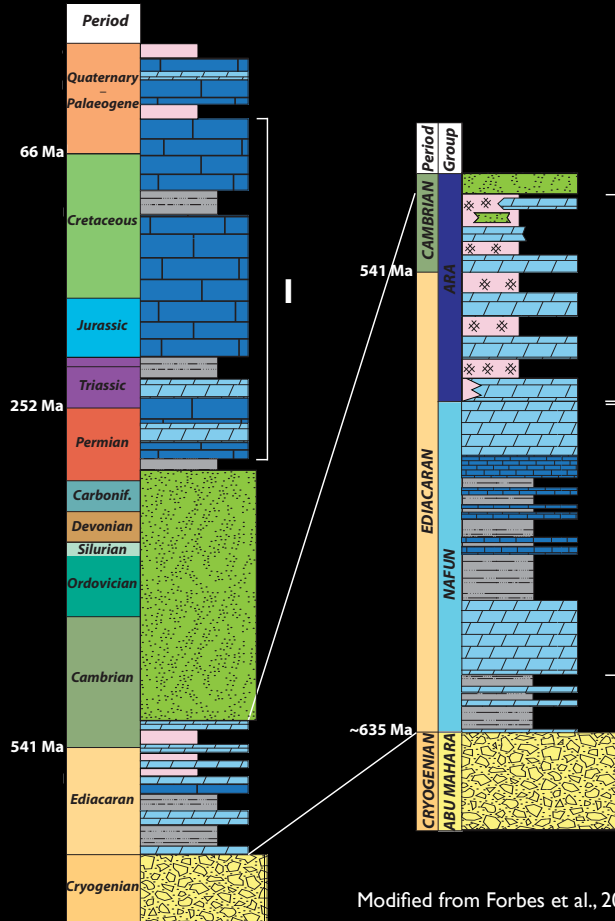 Period
Quaternary
–
Palaeogene
66 Ma
Cretaceous
Jurassic
Triassic
252 Ma
Permian
Carbonif.
Devonian
Silurian
Ordovician
Cambrian
541 Ma
Ediacaran
Cryogenian
I
Period
Group
CAMBRIAN
ARA
541 Ma
EDIACARAN
NAFUN
~635 Ma
CRYOGENIAN
ABU MAHARA
Modified from Forbes et al., 20